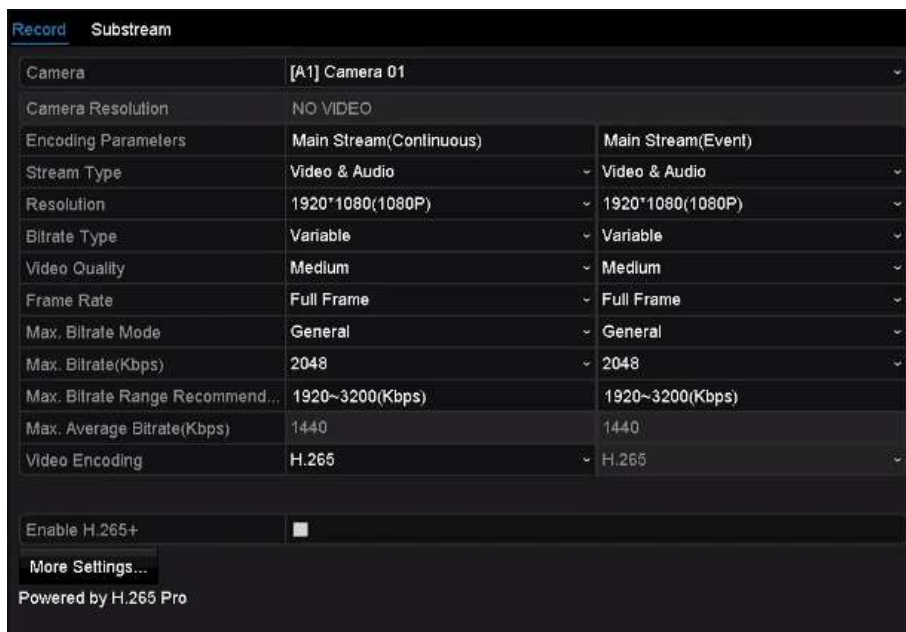 Record Substream
Camera [A1] Camera 01
Camera Resolution NO VIDEO
Encoding Parameters Main Stream(Continuous) Main Stream(Event)
Stream Type Video & Audio Video & Audio
Resolution 1920*1080(1080P) 1920*1080(1080P)
Bitrate Type Variable Variable
Video Quality Medium Medium
Frame Rate Full Frame Full Frame
Max. Bitrate Mode General General
Max. Bitrate(Kbps) 2048 2048
Max. Bitrate Range Recommend... 1920~3200(Kbps) 1920~3200(Kbps)
Max. Average Bitrate(Kbps) 1440 1440
Video Encoding H.265 H.265
Enable H.265+
More Settings...
Powered by H.265 Pro